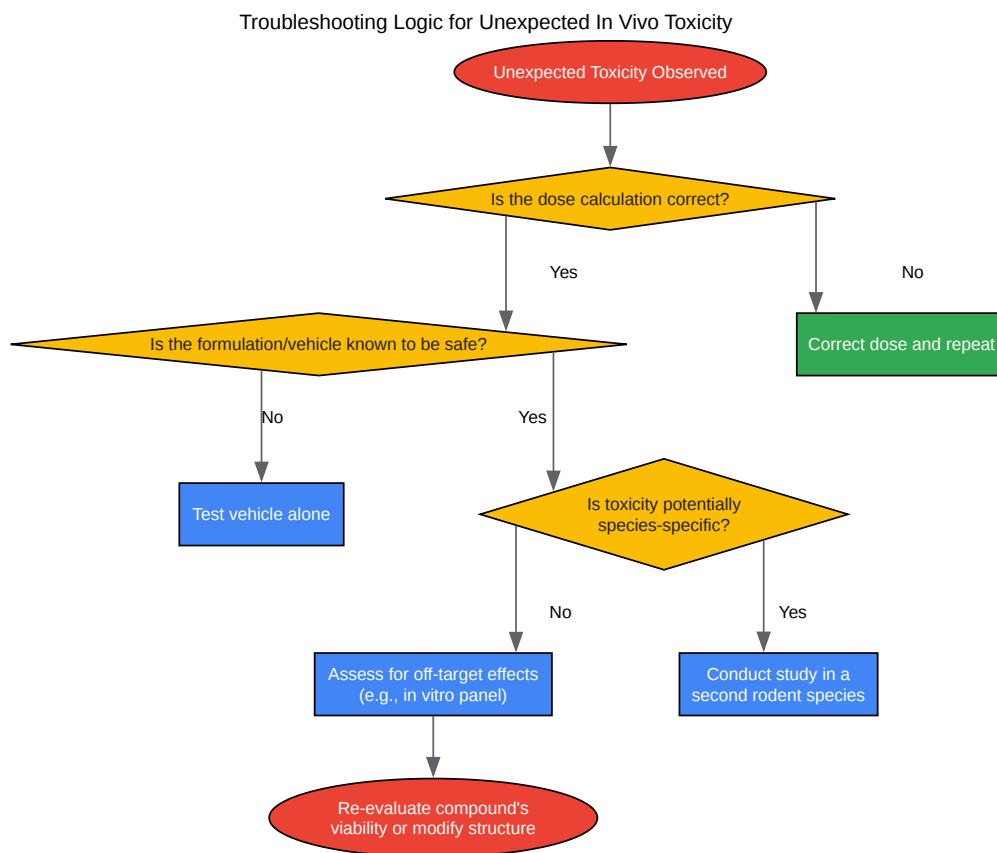 Troubleshooting Logic for Unexpected In Vivo Toxicity
Unexpected Toxicity Observed
Is the dose calculation correct?
Yes
No
Is the formulation/vehicle known to be safe?
Correct dose and repeat
No
Yes
Test vehicle alone
Is toxicity potentially
species-specific?
No
Yes
Assess for off-target effects
(e.g., in vitro panel)
Conduct study in a
second rodent species
Re-evaluate compound's
viability or modify structure